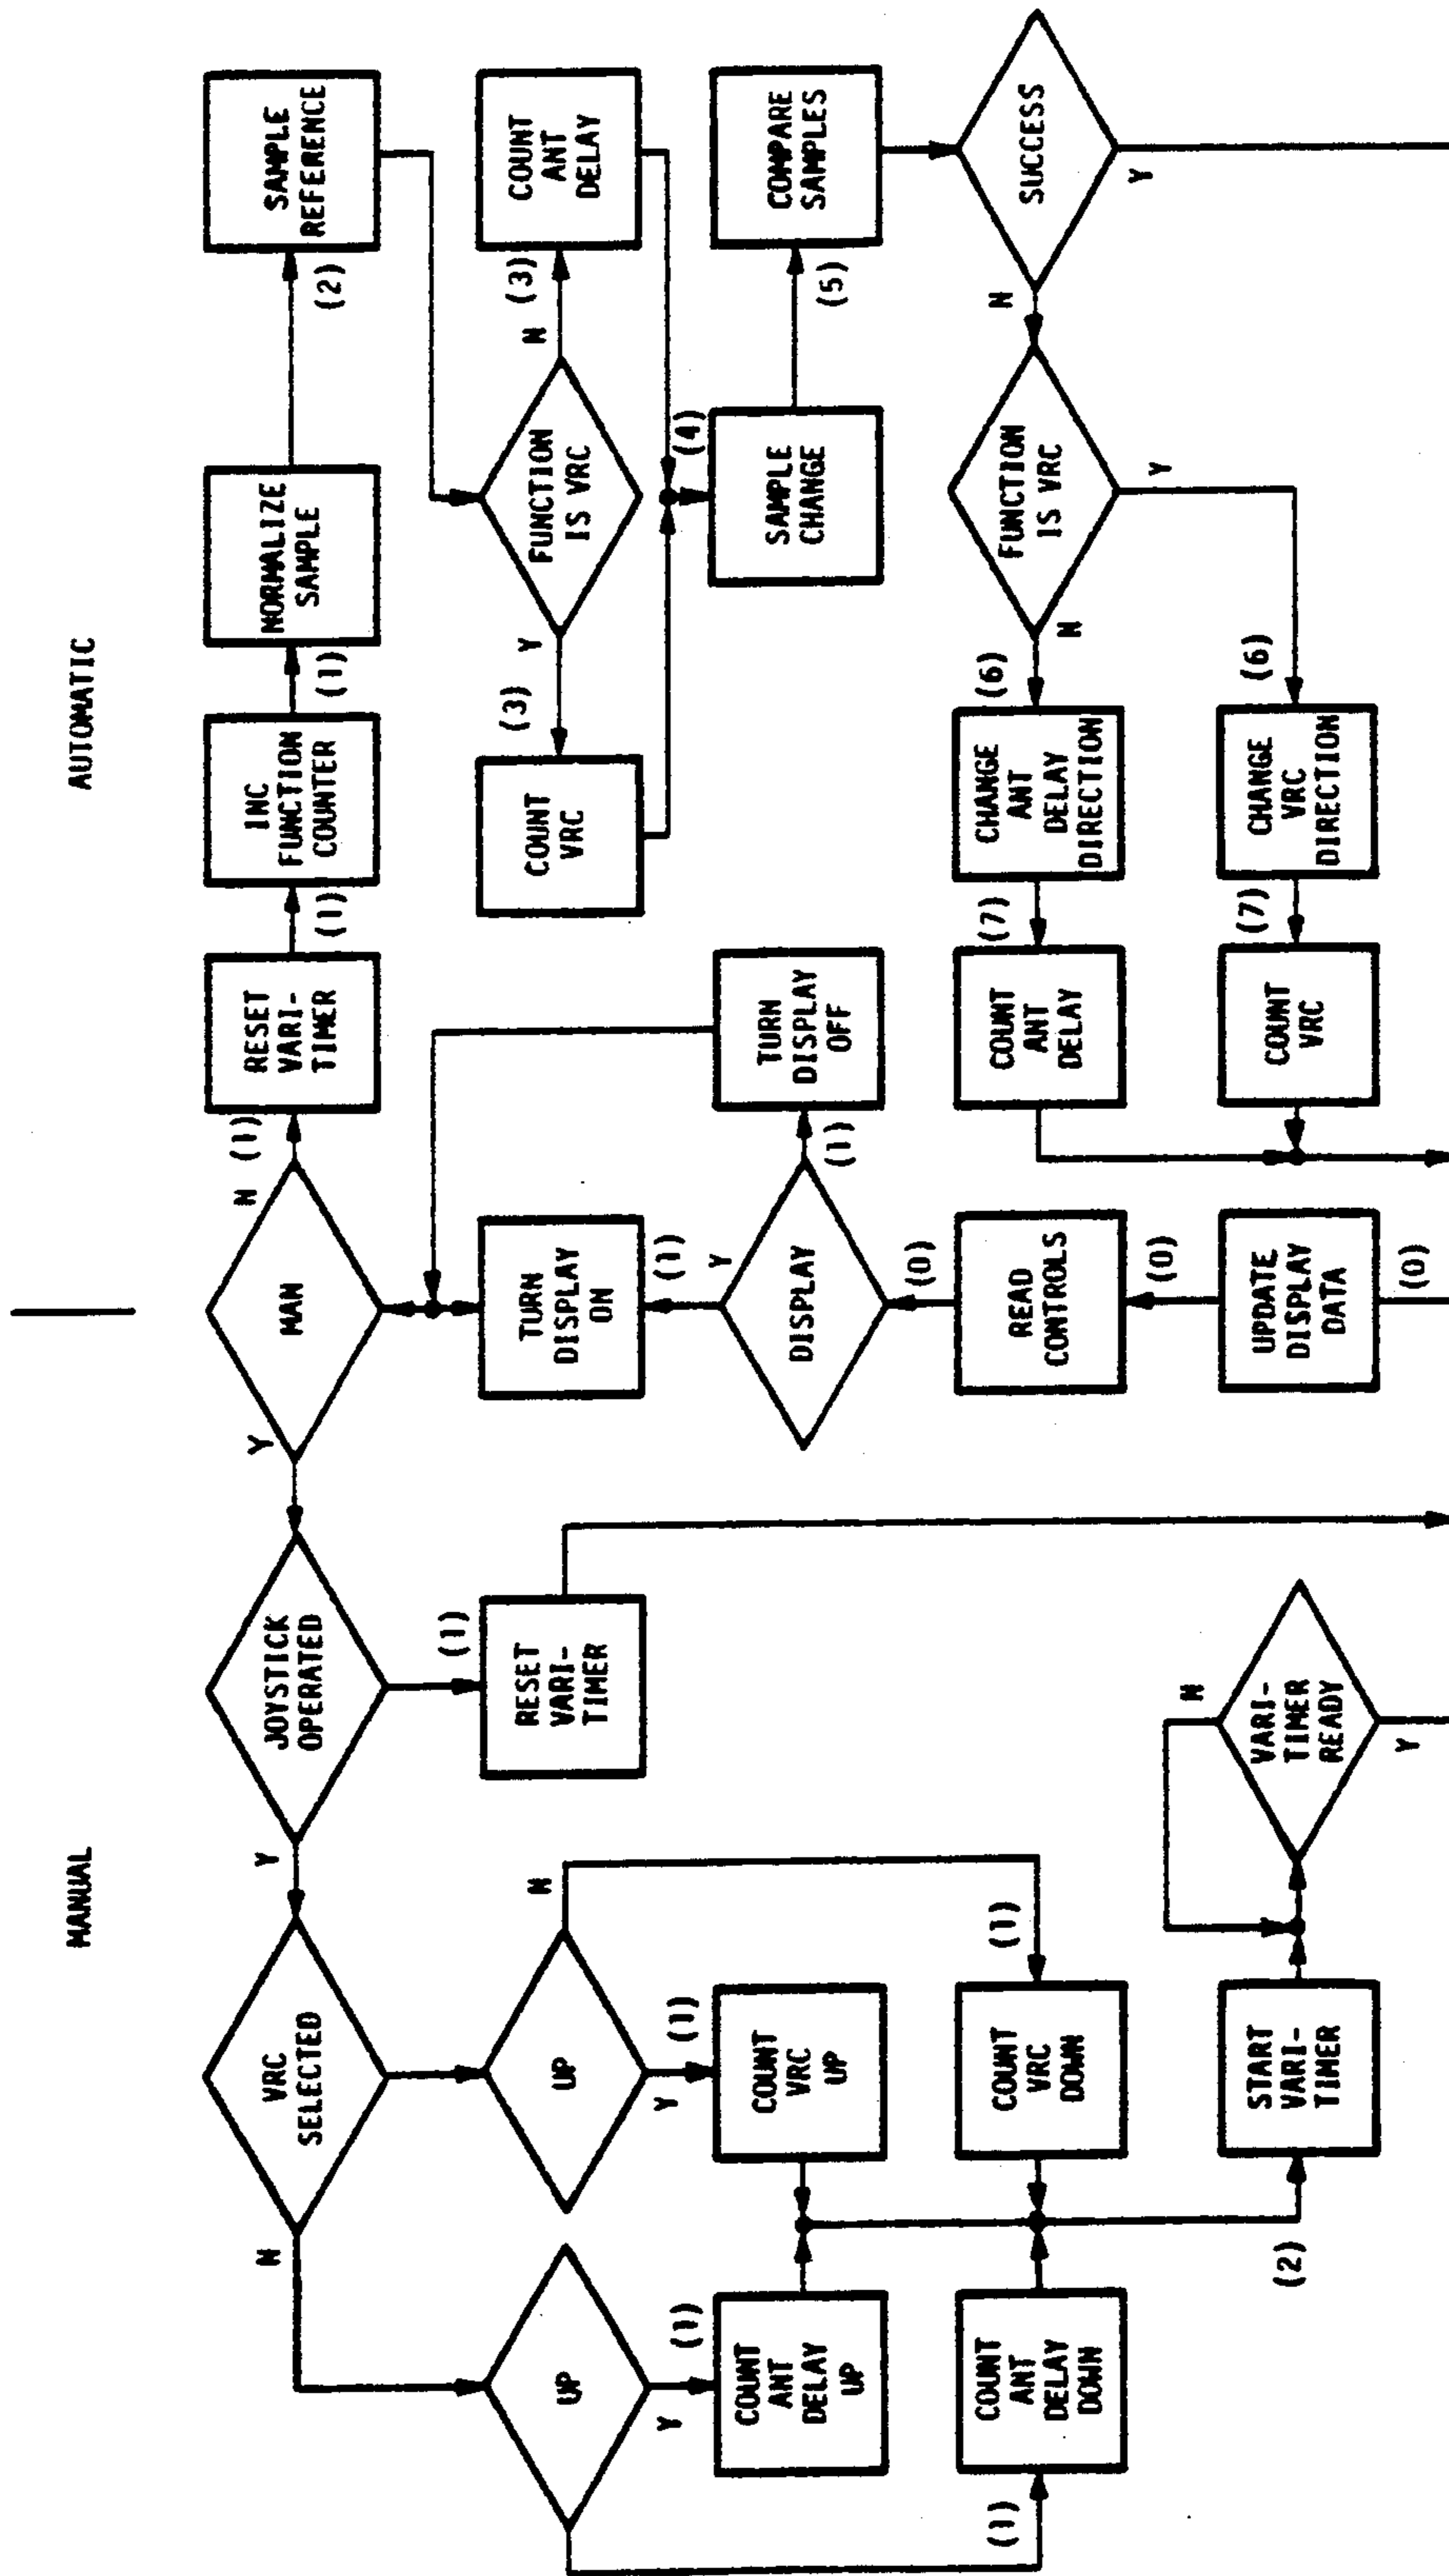 MANUAL
AUTOMATIC
N
VRC
SELECTED
Y
JOYSTICK
OPERATED
Y
MAN
N
(1)
RESET
VARI-
TIMER
(1)
INC
FUNCTION
COUNTER
(1)
NORMALIZE
SAMPLE
(2)
SAMPLE
REFERENCE
UP
Y
(1)
UP
N
Y
(1)
(1)
RESET
VARI-
TIMER
TURN
DISPLAY
ON
(1)
Y
COUNT
VRC
(3)
Y
FUNCTION
IS VRC
N
(3)
COUNT
ANT
DELAY
(4)
COUNT
ANT
DELAY
UP
COUNT
VRC
UP
DISPLAY
(1)
TURN
DISPLAY
OFF
SAMPLE
CHANGE
(5)
COMPARE
SAMPLES
(1)
COUNT
ANT
DELAY
DOWN
COUNT
VRC
DOWN
(1)
(0)
READ
CONTROLS
(0)
COUNT
ANT
DELAY
(7)
CHANGE
ANT
DELAY
DIRECTION
(6)
N
FUNCTION
IS VRC
Y
N
SUCCESS
Y
(2)
START
VARI-
TIMER
VARI-
TIMER
READY
N
Y
UPDATE
DISPLAY
DATA
(0)
COUNT
VRC
(7)
CHANGE
VRC
DIRECTION
(6)